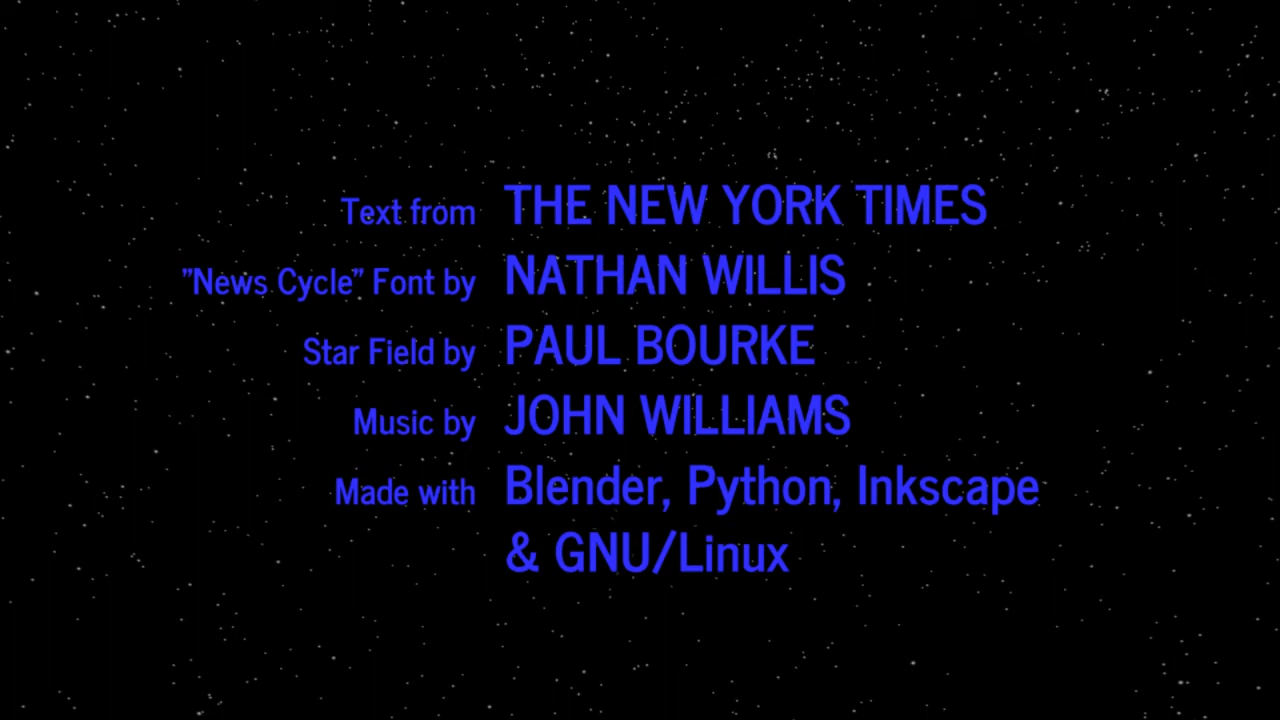 Text from THE NEW YORK TIMES
"News Cycle" Font by NATHAN WILLIS
Star Field by PAUL BOURKE
Music by JOHN WILLIAMS
Made with Blender, Python, Inkscape
& GNU/Linux